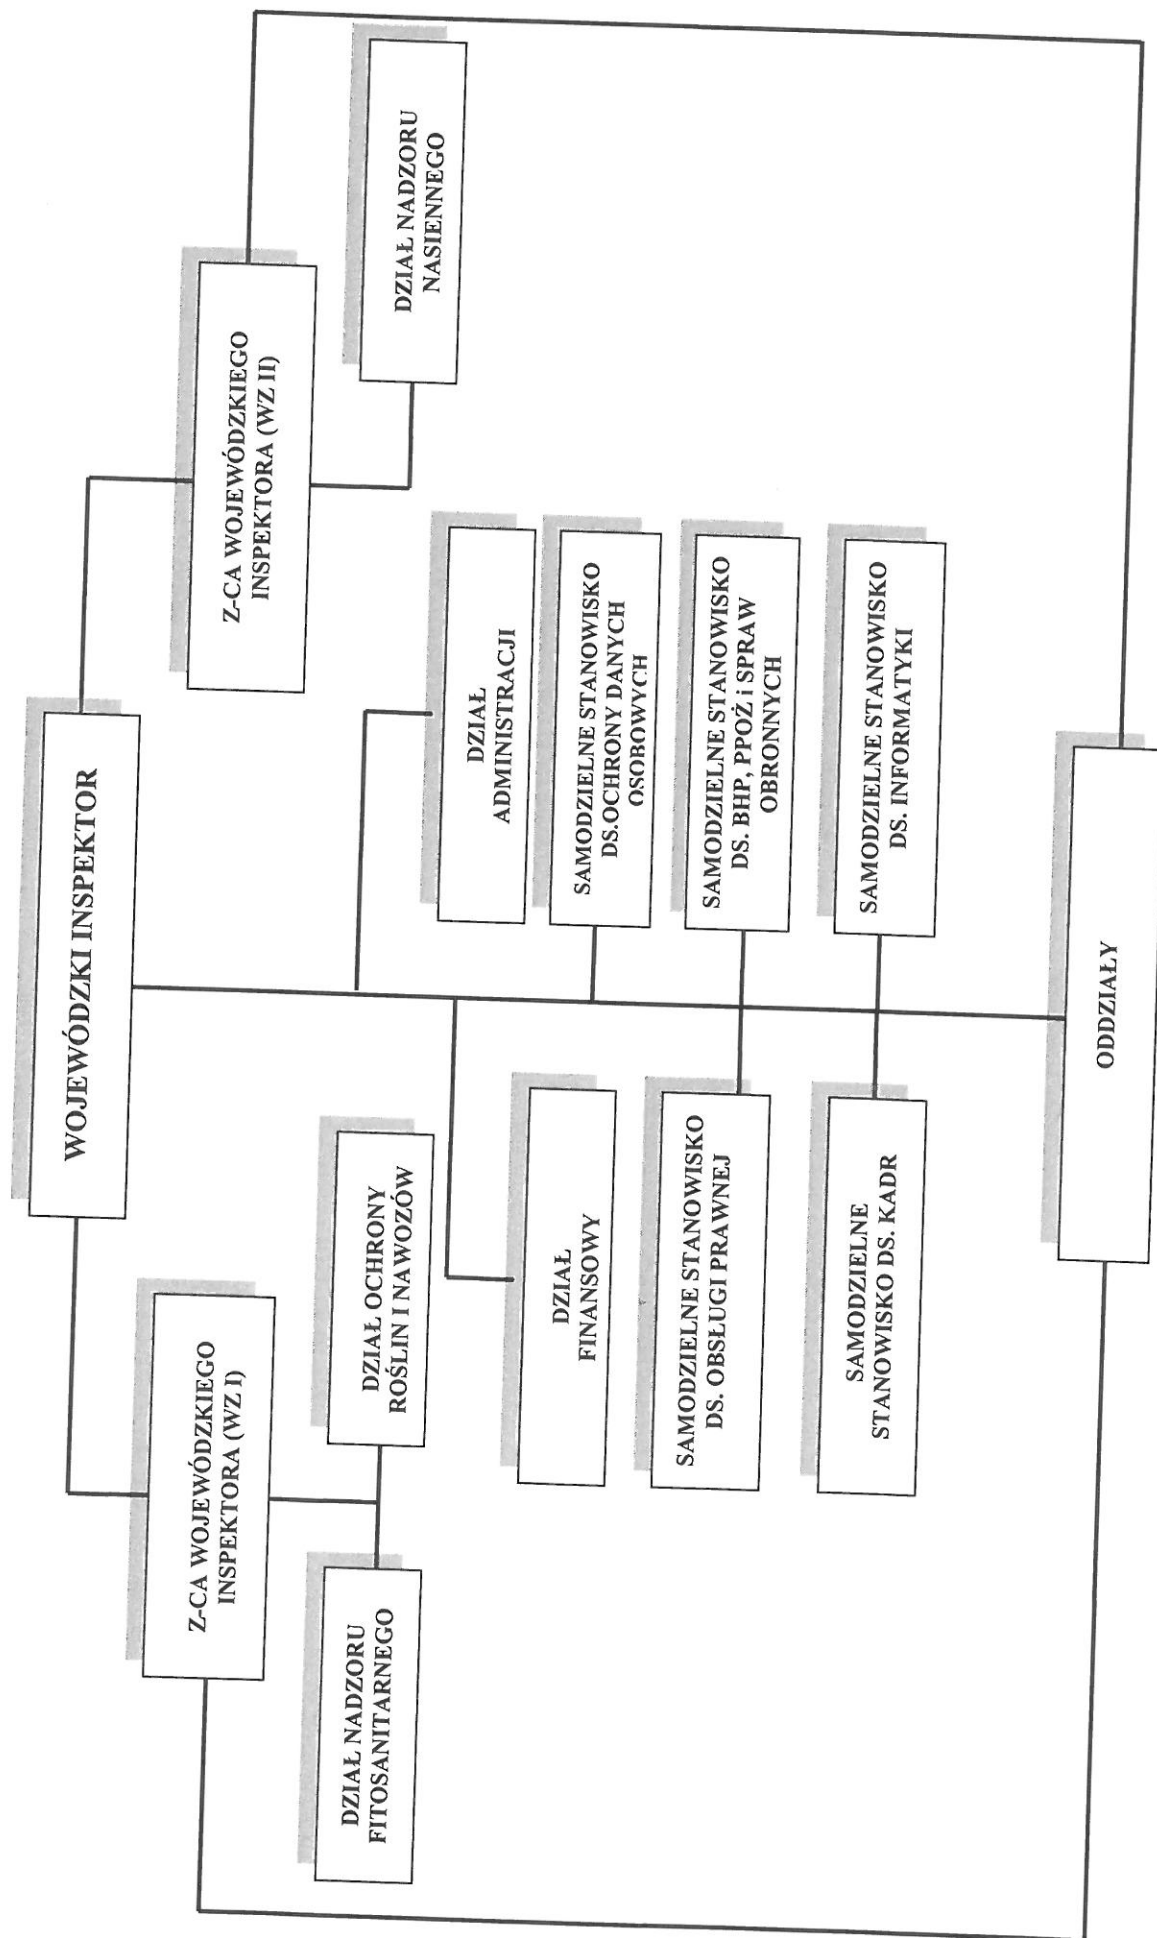 WOJEWÓDZKI INSPEKTOR
Z-CA WOJEWÓDZKIEGO
INSPEKTORA (WZ I)
Z-CA WOJEWÓDZKIEGO
INSPEKTORA (WZ II)
DZIAŁ NADZORU
FITOSANITARNEGO
DZIAŁ OCHRONY
ROŚLIN I NAWOZÓW
DZIAŁ NADZORU
NASIENNEGO
DZIAŁ
FINANSOWY
DZIAŁ
ADMINISTRACJI
SAMODZIELNE STANOWISKO
DS.OCHRONY DANYCH
OSOBOWYCH
SAMODZIELNE STANOWISKO
DS. OBSŁUGI PRAWNEJ
SAMODZIELNE STANOWISKO
DS. BHP, PPOŻ i SPRAW
OBRONNYCH
SAMODZIELNE
STANOWISKO DS. KADR
SAMODZIELNE STANOWISKO
DS. INFORMATYKI
ODDZIAŁY